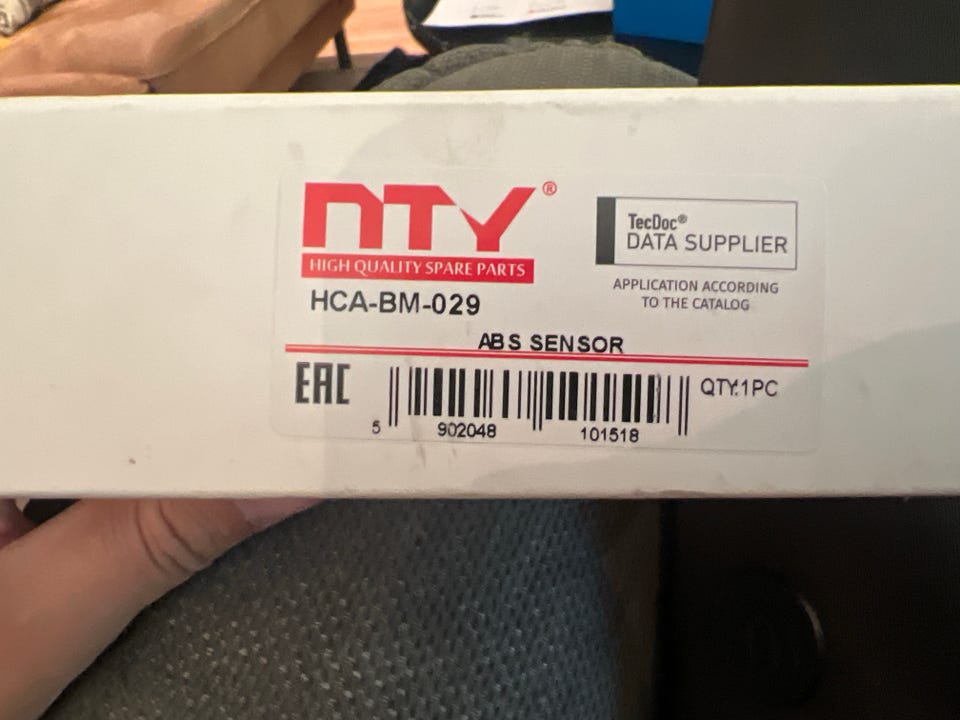 NTY®
HIGH QUALITY SPARE PARTS
HCA-BM-029
TecDoc®
DATA SUPPLIER
APPLICATION ACCORDING
TO THE CATALOG
ABS SENSOR
EAC
QTY.1PC
5 902048 101518